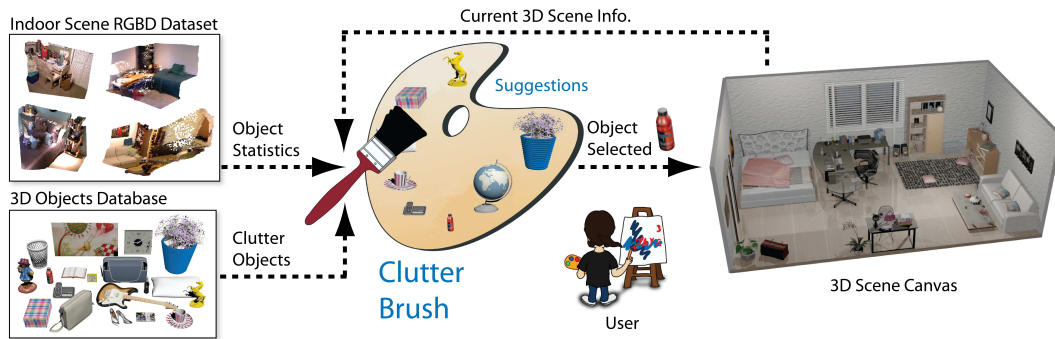 Indoor Scene RGBD Dataset
Current 3D Scene Info.
Suggestions
Object
Statistics
Object
Selected
3D Objects Database
Clutter
Objects
Clutter
Brush
User
3D Scene Canvas